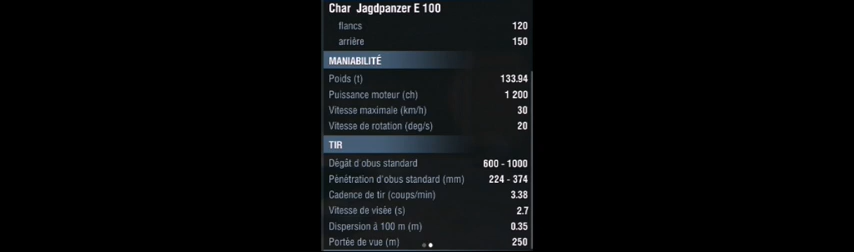 Char Jagdpanzer E 100
flancs 120
arrière 150
MANIABILITÉ
Poids (t) 133.94
Puissance moteur (ch) 1 200
Vitesse maximale (km/h) 30
Vitesse de rotation (deg/s) 20
TIR
Dégât d'obus standard 600 - 1000
Pénétration d'obus standard (mm) 224 - 374
Cadence de tir (coups/min) 3.38
Vitesse de visée (s) 2.7
Dispersion à 100 m (m) 0.35
Portée de vue (m) 250